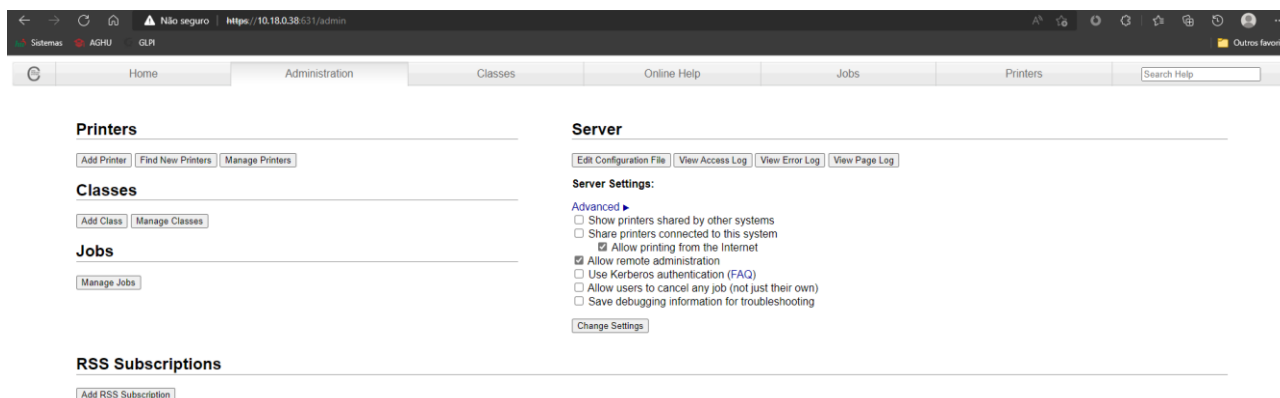 Não seguro https://10.18.0.38:631/admin
Sistemas AGHU GLPI Outros favori
Home Administration Classes Online Help Jobs Printers Search Help
Printers
Add Printer Find New Printers Manage Printers
Classes
Add Class Manage Classes
Jobs
Manage Jobs
Server
Edit Configuration File View Access Log View Error Log View Page Log
Server Settings:
Advanced ▸
Show printers shared by other systems
Share printers connected to this system
Allow printing from the Internet
Allow remote administration
Use Kerberos authentication (FAQ)
Allow users to cancel any job (not just their own)
Save debugging information for troubleshooting
Change Settings
RSS Subscriptions
Add RSS Subscription